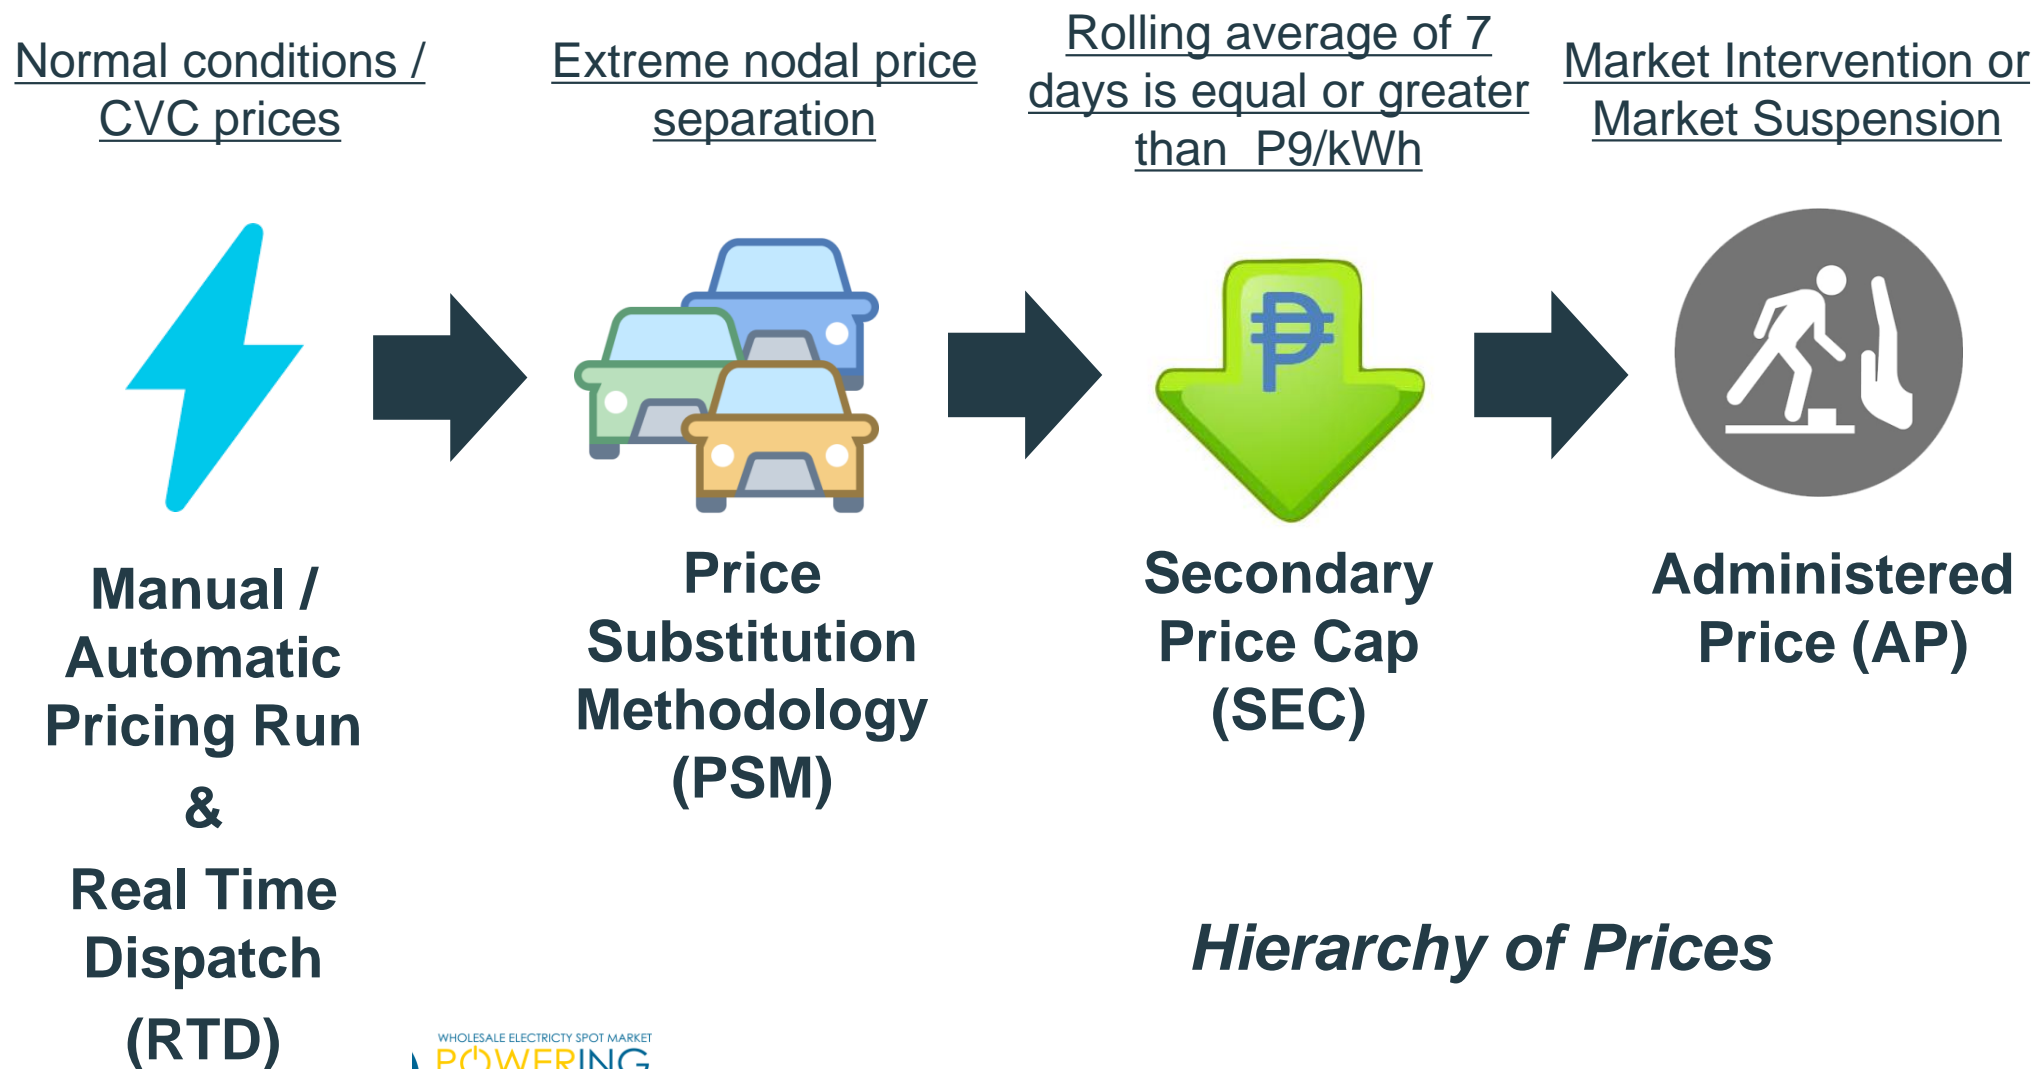 Normal conditions /
CVC prices
Extreme nodal price
separation
Rolling average of 7
days is equal or greater
than P9/kWh
Market Intervention or
Market Suspension
₱
Manual /
Automatic
Pricing Run
&
Real Time
Dispatch
(RTD)
Price
Substitution
Methodology
(PSM)
Secondary
Price Cap
(SEC)
Administered
Price (AP)
Hierarchy of Prices
WHOLESALE ELECTRICTY SPOT MARKET
POWERING